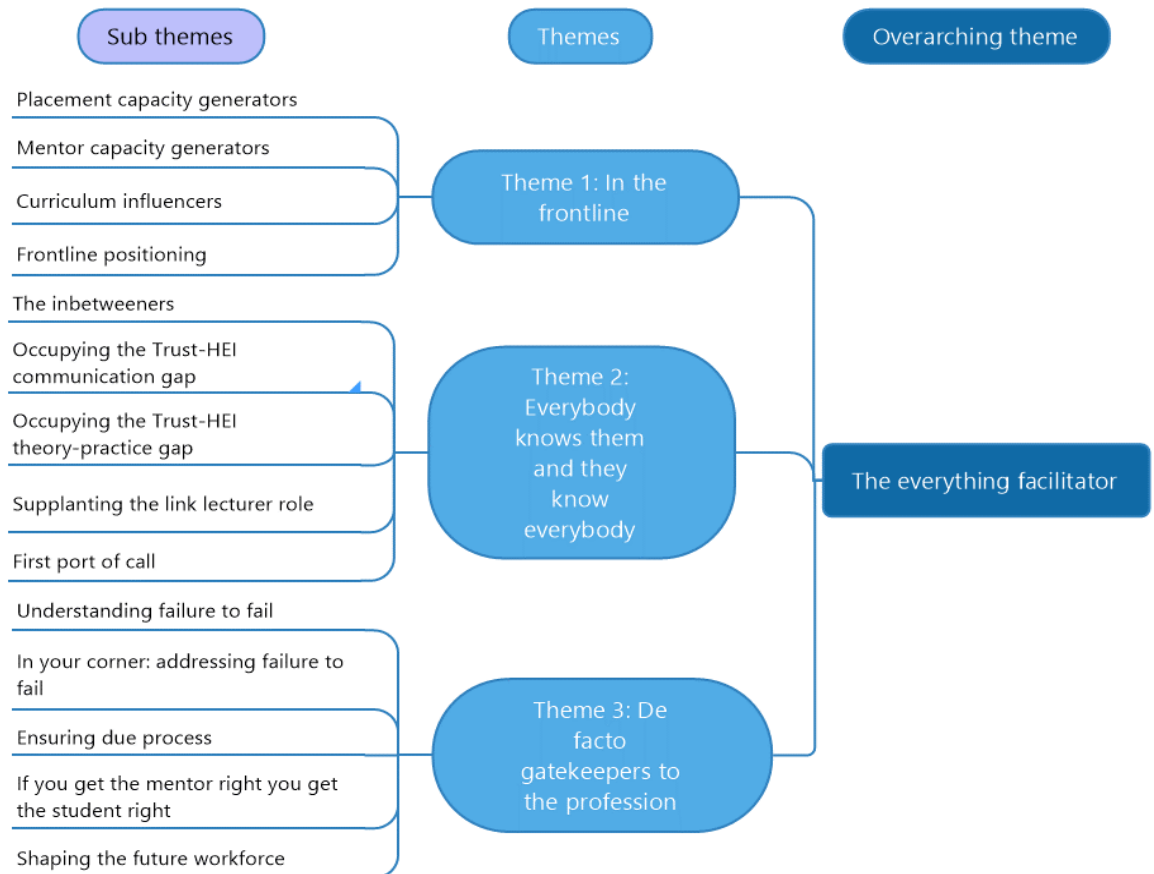 Sub themes
Themes
Overarching theme
Placement capacity generators
Mentor capacity generators
Curriculum influencers
Frontline positioning
Theme 1: In the
frontline
The inbetweeners
Occupying the Trust-HEI
communication gap
Occupying the Trust-HEI
theory-practice gap
Supplanting the link lecturer role
First port of call
Theme 2:
Everybody
knows them
and they
know
everybody
Understanding failure to fail
In your corner: addressing failure to
fail
Ensuring due process
If you get the mentor right you get
the student right
Shaping the future workforce
Theme 3: De
facto
gatekeepers to
the profession
The everything facilitator